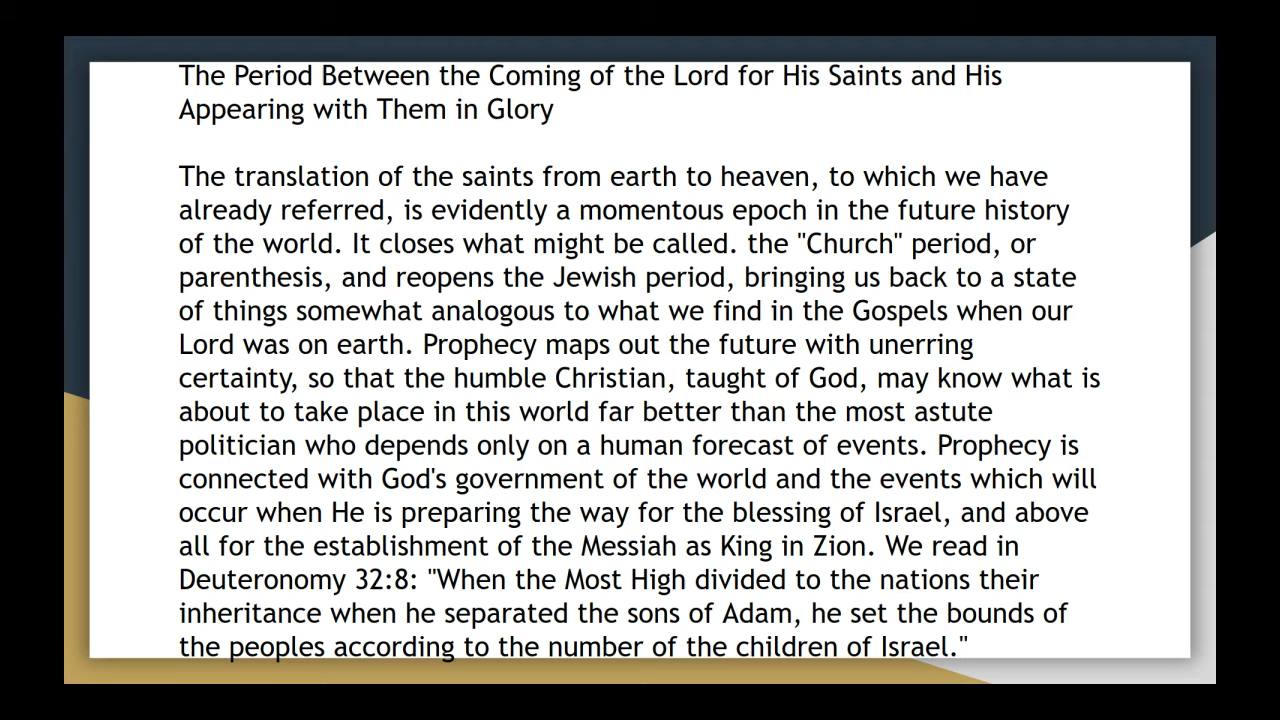 The Period Between the Coming of the Lord for His Saints and His
Appearing with Them in Glory
The translation of the saints from earth to heaven, to which we have
already referred, is evidently a momentous epoch in the future history
of the world. It closes what might be called. the "Church" period, or
parenthesis, and reopens the Jewish period, bringing us back to a state
of things somewhat analogous to what we find in the Gospels when our
Lord was on earth. Prophecy maps out the future with unerring
certainty, so that the humble Christian, taught of God, may know what is
about to take place in this world far better than the most astute
politician who depends only on a human forecast of events. Prophecy is
connected with God's government of the world and the events which will
occur when He is preparing the way for the blessing of Israel, and above
all for the establishment of the Messiah as King in Zion. We read in
Deuteronomy 32:8: "When the Most High divided to the nations their
inheritance when he separated the sons of Adam, he set the bounds of
the peoples according to the number of the children of Israel."